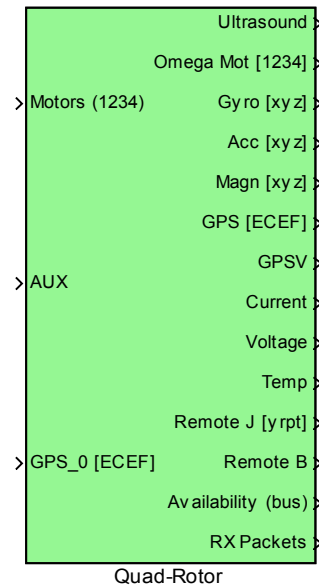 Ultrasound
Omega Mot [1234]
Motors (1234)
Gyro [xyz]
Acc [xyz]
Magn [xyz]
GPS [ECEF]
GPSV
AUX
Current
Voltage
Temp
Remote J [yrpt]
GPS_0 [ECEF]
Remote B
Availability (bus)
RX Packets
Quad-Rotor